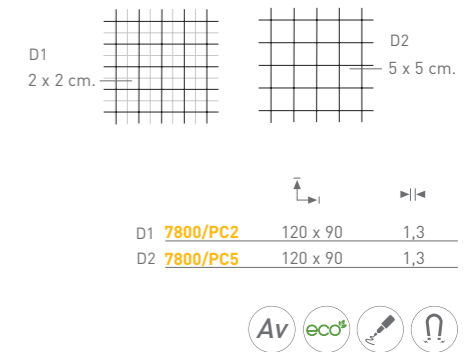 D1
2 x 2 cm.
D2
5 x 5 cm.
D1 7800/PC2 120 x 90 1,3
D2 7800/PC5 120 x 90 1,3
Av eco